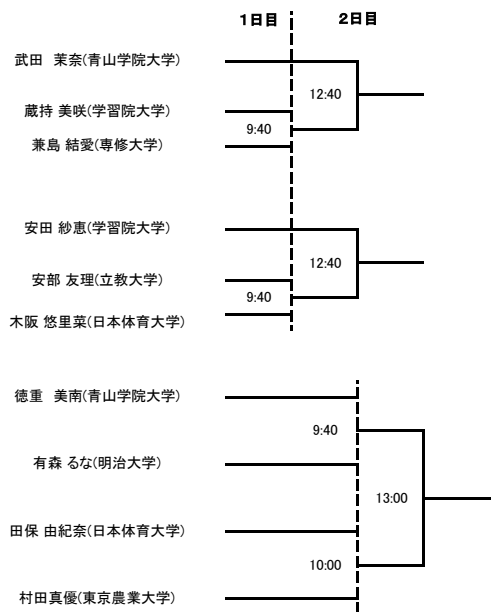 １日目 ２日目
武田　茉奈(青山学院大学)
12:40
蔵持 美咲(学習院大学)
9:40
兼島 結愛(専修大学)
安田 紗恵(学習院大学)
12:40
安部 友理(立教大学)
9:40
木阪 悠里菜(日本体育大学)
徳重　美南(青山学院大学)
9:40
有森 るな(明治大学)
13:00
田保 由紀奈(日本体育大学)
10:00
村田真優(東京農業大学)